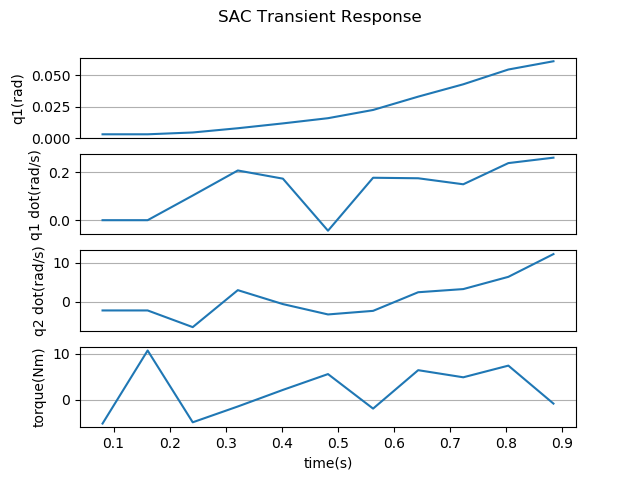 SAC Transient Response
q1(rad)
0.050
0.025
0.000
q1 dot(rad/s)
0.2
0.0
q2 dot(rad/s)
10
0
torque(Nm)
10
0
0.1 0.2 0.3 0.4 0.5 0.6 0.7 0.8 0.9
time(s)